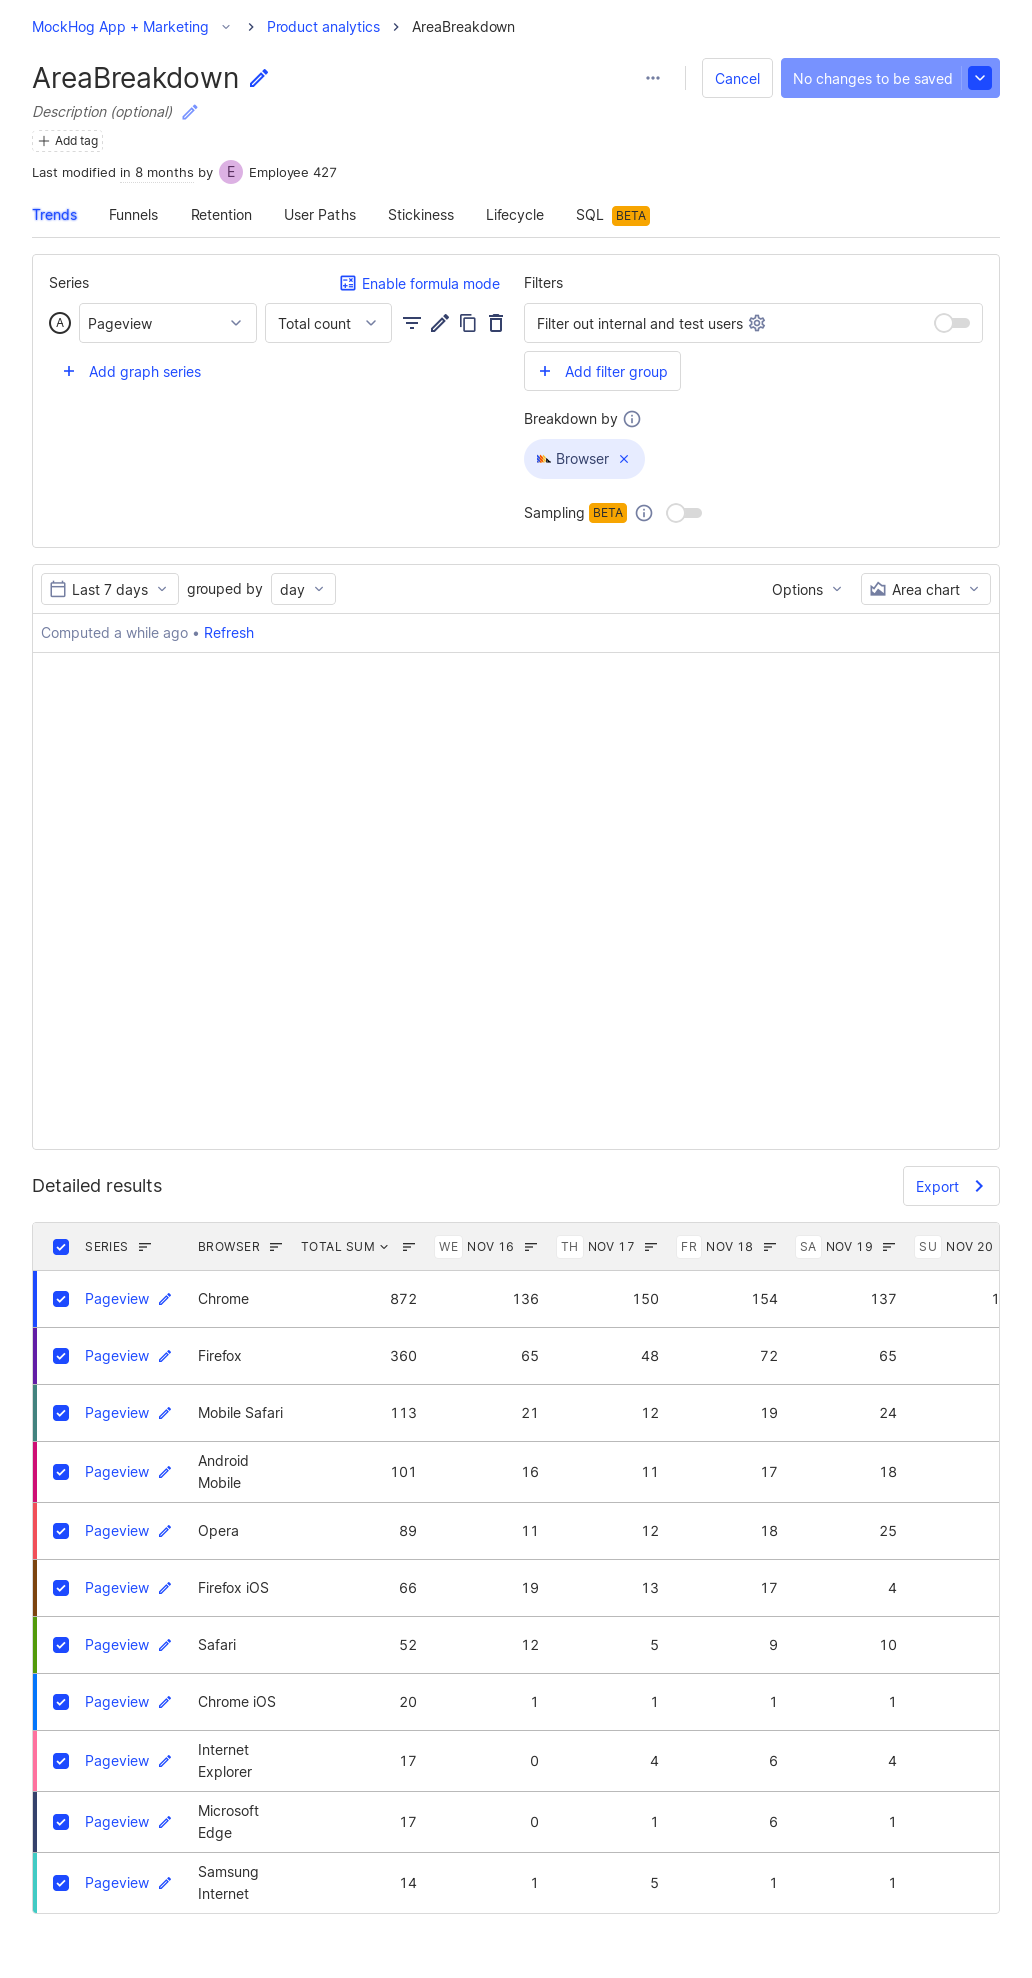 MockHog App + Marketing Product analytics AreaBreakdown
AreaBreakdown
Cancel No changes to be saved
Description (optional)
Add tag
Last modified in 8 months by E Employee 427
Trends Funnels Retention User Paths Stickiness Lifecycle SQL BETA
Series Enable formula mode Filters
A Pageview Total count Filter out internal and test users
Add graph series Add filter group
Breakdown by
Browser
Sampling BETA
Last 7 days grouped by day Options Area chart
Computed a while ago • Refresh
Detailed results Export
SERIES BROWSER TOTAL SUM WE NOV 16 TH NOV 17 FR NOV 18 SA NOV 19 SU NOV 20
Pageview Chrome 872 136 150 154 137
Pageview Firefox 360 65 48 72 65
Pageview Mobile Safari 113 21 12 19 24
Pageview Android Mobile 101 16 11 17 18
Pageview Opera 89 11 12 18 25
Pageview Firefox iOS 66 19 13 17 4
Pageview Safari 52 12 5 9 10
Pageview Chrome iOS 20 1 1 1 1
Pageview Internet Explorer 17 0 4 6 4
Pageview Microsoft Edge 17 0 1 6 1
Pageview Samsung Internet 14 1 5 1 1